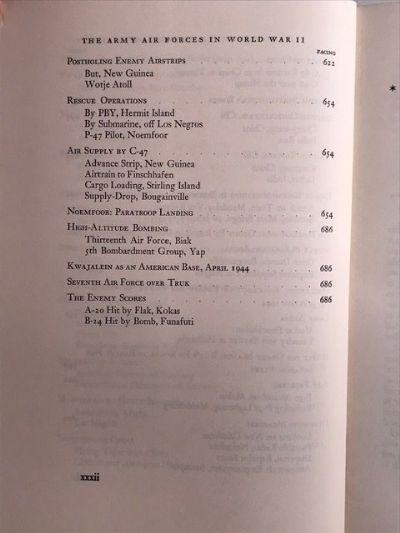 THE ARMY AIR FORCES IN WORLD WAR II
FACING
POSTHOLING ENEMY AIRSTRIPS . . . . . . . . . 622
But, New Guinea
Wotje Atoll
RESCUE OPERATIONS . . . . . . . . . 654
By PBY, Hermit Island
By Submarine, off Los Negros
P-47 Pilot, Noemfoor
AIR SUPPLY BY C-47 . . . . . . . . . 654
Advance Strip, New Guinea
Airtrain to Finschhafen
Cargo Loading, Stirling Island
Supply-Drop, Bougainville
NOEMFOOR: PARATROOP LANDING . . . . . . . . . 654
HIGH-ALTITUDE BOMBING . . . . . . . . . 686
Thirteenth Air Force, Biak
5th Bombardment Group, Yap
KWAJALEIN AS AN AMERICAN BASE, APRIL 1944 . . . . . . 686
SEVENTH AIR FORCE OVER TRUK . . . . . . . . . 686
THE ENEMY SCORES . . . . . . . . . 686
A-20 Hit by Flak, Kokas
B-24 Hit by Bomb, Funafuti
xxxii
*